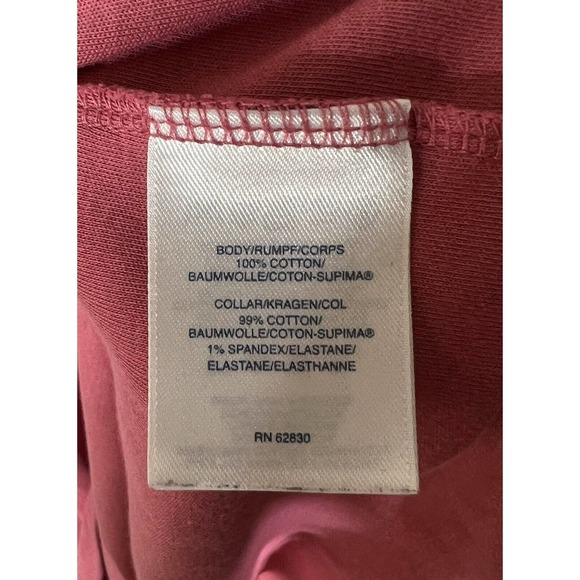 BODY/RUMPF/CORPS
100% COTTON/
BAUMWOLLE/COTON-SUPIMA®
COLLAR/KRAGEN/COL
99% COTTON/
BAUMWOLLE/COTON-SUPIMA®
1% SPANDEX/ELASTANE/
ELASTANE/ELASTHANNE
RN 62830